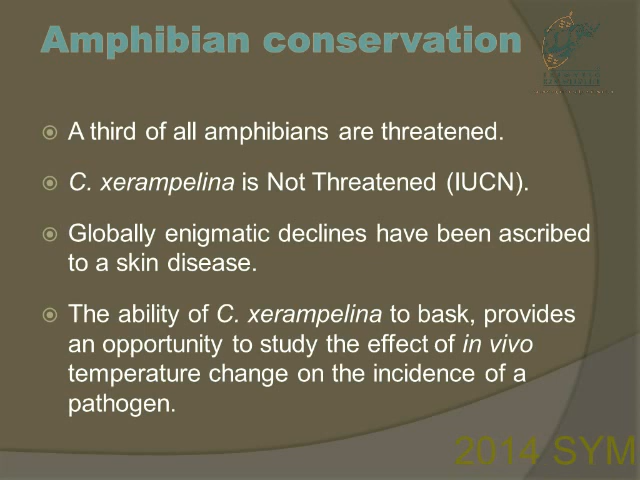 Amphibian conservation
A third of all amphibians are threatened.
C. xerampelina is Not Threatened (IUCN).
Globally enigmatic declines have been ascribed
to a skin disease.
The ability of C. xerampelina to bask, provides
an opportunity to study the effect of in vivo
temperature change on the incidence of a
pathogen.
2014 SYM